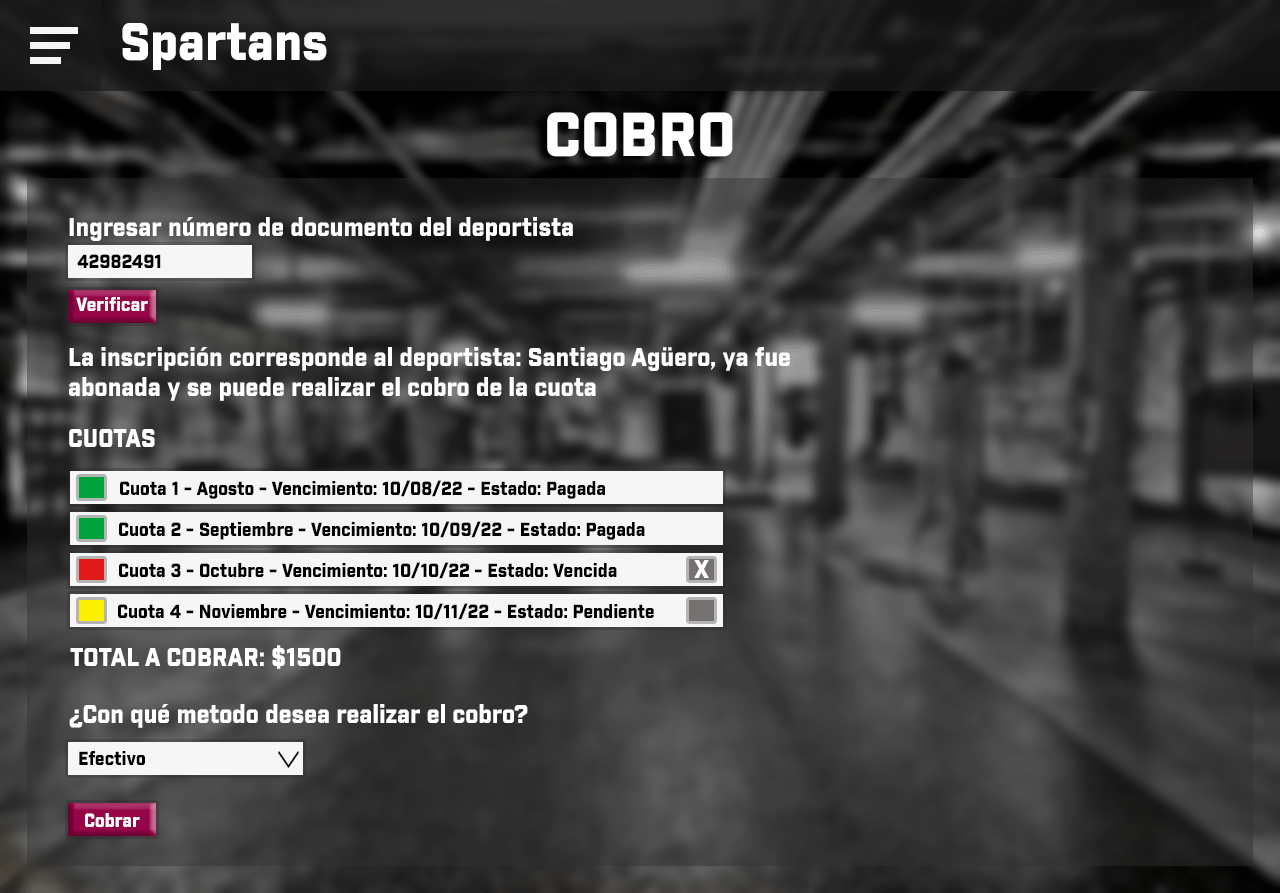 Spartans
COBRO
Ingresar número de documento del deportista
42982491
Verificar
La inscripción corresponde al deportista: Santiago Agüero, ya fue
abonada y se puede realizar el cobro de la cuota
CUOTAS
Cuota 1 - Agosto - Vencimiento: 10/08/22 - Estado: Pagada
Cuota 2 - Septiembre - Vencimiento: 10/09/22 - Estado: Pagada
Cuota 3 - Octubre - Vencimiento: 10/10/22 - Estado: Vencida X
Cuota 4 - Noviembre - Vencimiento: 10/11/22 - Estado: Pendiente
TOTAL A COBRAR: $1500
¿Con qué metodo desea realizar el cobro?
Efectivo
Cobrar